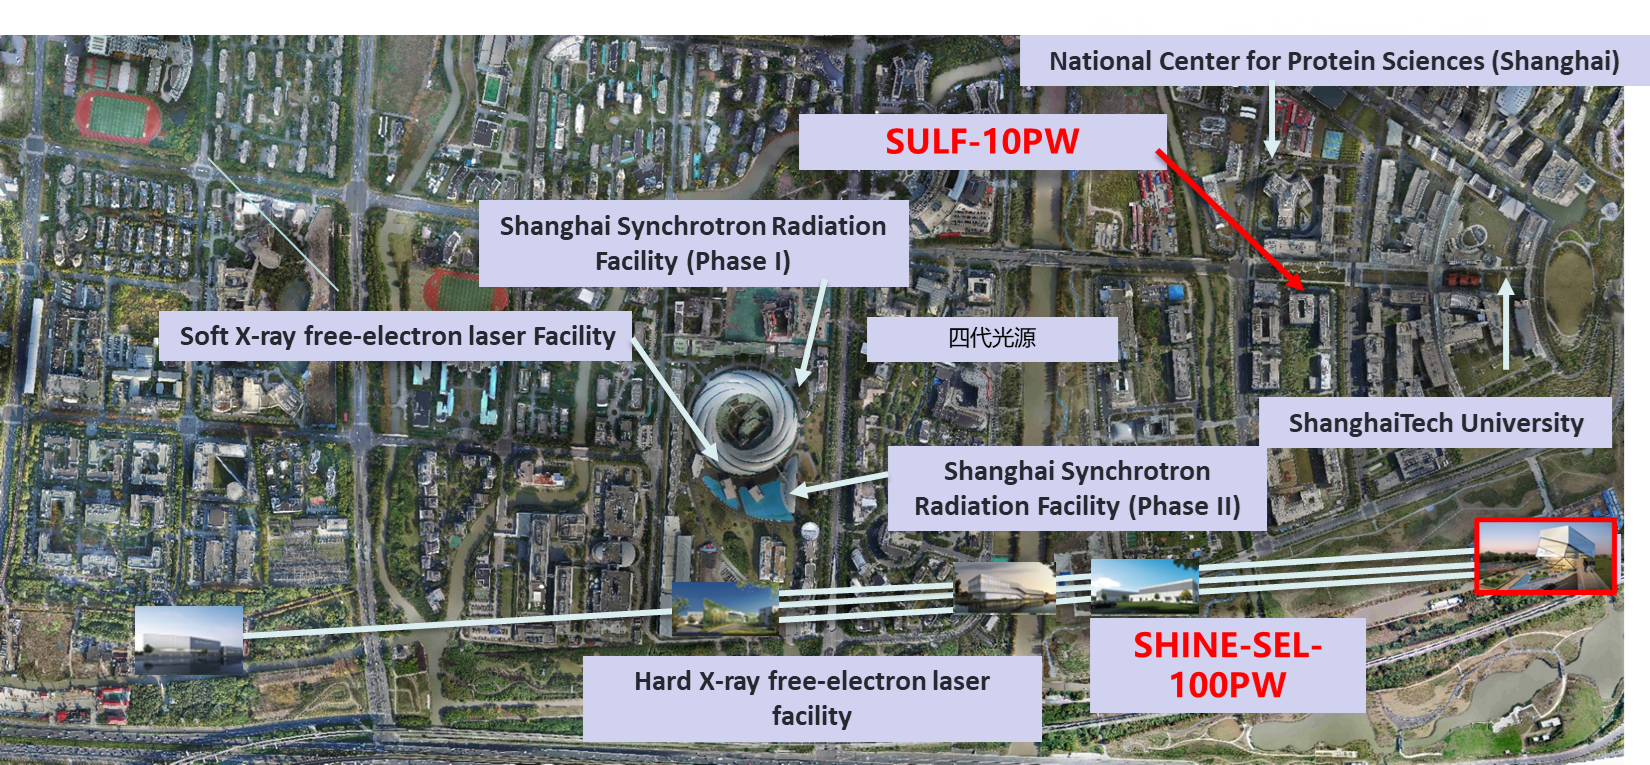 National Center for Protein Sciences (Shanghai)
SULF-10PW
Shanghai Synchrotron Radiation
Facility (Phase I)
Soft X-ray free-electron laser Facility
四代光源
ShanghaiTech University
Shanghai Synchrotron
Radiation Facility (Phase II)
SHINE-SEL-
100PW
Hard X-ray free-electron laser
facility